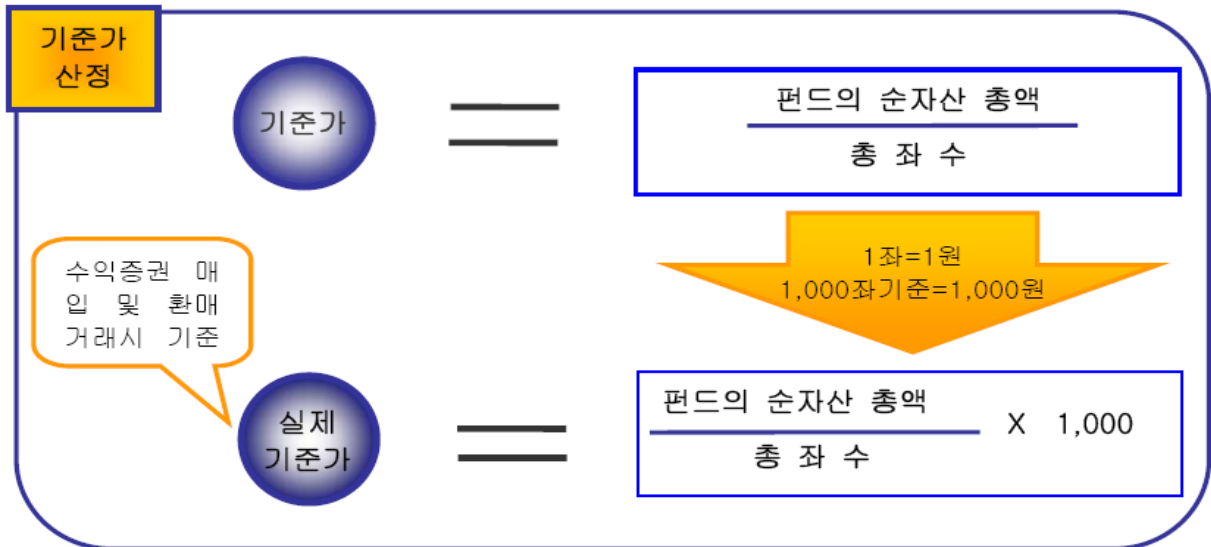 기준가
산정
기준가
펀드의 순자산 총액
총 좌 수
1좌=1원
1,000좌기준=1,000원
수익증권 매
입 및 환매
거래시 기준
실제
기준가
펀드의 순자산 총액
총 좌 수
X 1,000